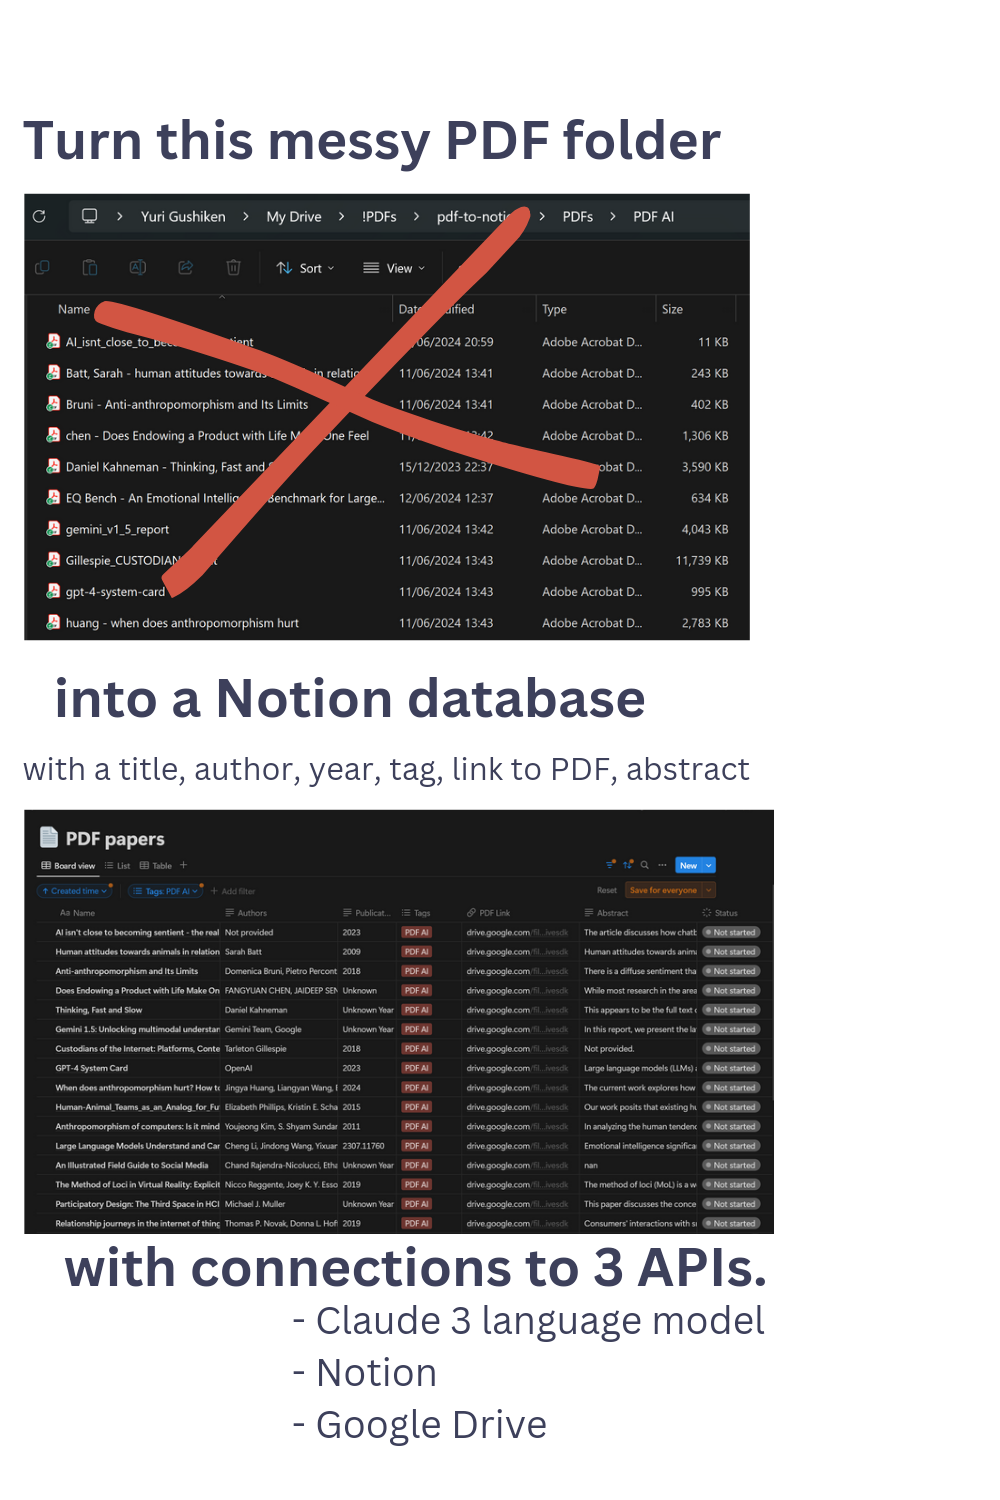 Turn this messy PDF folder
Yuri Gushiken > My Drive > !PDFs > pdf-to-notio > PDFs > PDF AI
Sort View
Name Date modified Type Size
AI_isnt_close_to_bec tient /06/2024 20:59 Adobe Acrobat D... 11 KB
Batt, Sarah - human attitudes towards in relatio 11/06/2024 13:41 Adobe Acrobat D... 243 KB
Bruni - Anti-anthropomorphism and Its Limits 11/06/2024 13:41 Adobe Acrobat D... 402 KB
chen - Does Endowing a Product with Life M One Feel 11/ Adobe Acrobat D... 1,306 KB
Daniel Kahneman - Thinking, Fast and 15/12/2023 22:37 Adobe Acrobat D... 3,590 KB
EQ Bench - An Emotional Intellig Benchmark for Large... 12/06/2024 12:37 Adobe Acrobat D... 634 KB
gemini_v1_5_report 11/06/2024 13:42 Adobe Acrobat D... 4,043 KB
Gillespie_CUSTODIAN 11/06/2024 13:43 Adobe Acrobat D... 11,739 KB
gpt-4-system-card 11/06/2024 13:43 Adobe Acrobat D... 995 KB
huang - when does anthropomorphism hurt 11/06/2024 13:43 Adobe Acrobat D... 2,783 KB
into a Notion database
with a title, author, year, tag, link to PDF, abstract
PDF papers
Board view List Table +
New
↑ Created time Tags: PDF AI + Add filter Reset Save for everyone
Aa Name Authors Publicat... Tags PDF Link Abstract Status
AI isn't close to becoming sentient - the real Not provided 2023 PDF AI drive.google.com/fil...ivesdk The article discusses how chatb Not started
Human attitudes towards animals in relation Sarah Batt 2009 PDF AI drive.google.com/fil...ivesdk Human attitudes towards anima Not started
Anti-anthropomorphism and Its Limits Domenica Bruni, Pietro Percont 2018 PDF AI drive.google.com/fil...ivesdk There is a diffuse sentiment tha Not started
Does Endowing a Product with Life Make On FANGYUAN CHEN, JAIDEEP SEN Unknown PDF AI drive.google.com/fil...ivesdk While most research in the area Not started
Thinking, Fast and Slow Daniel Kahneman Unknown Year PDF AI drive.google.com/fil...ivesdk This appears to be the full text o Not started
Gemini 1.5: Unlocking multimodal understan Gemini Team, Google Unknown Year PDF AI drive.google.com/fil...ivesdk In this report, we present the la Not started
Custodians of the Internet: Platforms, Conte Tarleton Gillespie 2018 PDF AI drive.google.com/fil...ivesdk Not provided. Not started
GPT-4 System Card OpenAI 2023 PDF AI drive.google.com/fil...ivesdk Large language models (LLMs) a Not started
When does anthropomorphism hurt? How to Jingya Huang, Liangyan Wang, 2024 PDF AI drive.google.com/fil...ivesdk The current work explores how Not started
Human-Animal_Teams_as_an_Analog_for_Fu Elizabeth Phillips, Kristin E. Scha 2015 PDF AI drive.google.com/fil...ivesdk Our work posits that existing hu Not started
Anthropomorphism of computers: Is it mind Youjeong Kim, S. Shyam Sundar 2011 PDF AI drive.google.com/fil...ivesdk In analyzing the human tendenc Not started
Large Language Models Understand and Car Cheng Li, Jindong Wang, Yixuar 2307.11760 PDF AI drive.google.com/fil...ivesdk Emotional intelligence significa Not started
An Illustrated Field Guide to Social Media Chand Rajendra-Nicolucci, Etha Unknown Year PDF AI drive.google.com/fil...ivesdk nan Not started
The Method of Loci in Virtual Reality: Explicit Nicco Reggente, Joey K. Y. Esso 2019 PDF AI drive.google.com/fil...ivesdk The method of loci (MoL) is a w Not started
Participatory Design: The Third Space in HCI Michael J. Muller Unknown Year PDF AI drive.google.com/fil...ivesdk This paper discusses the conce Not started
Relationship journeys in the internet of thing Thomas P. Novak, Donna L. Hoff 2019 PDF AI drive.google.com/fil...ivesdk Consumers' interactions with s Not started
with connections to 3 APIs.
- Claude 3 language model
- Notion
- Google Drive